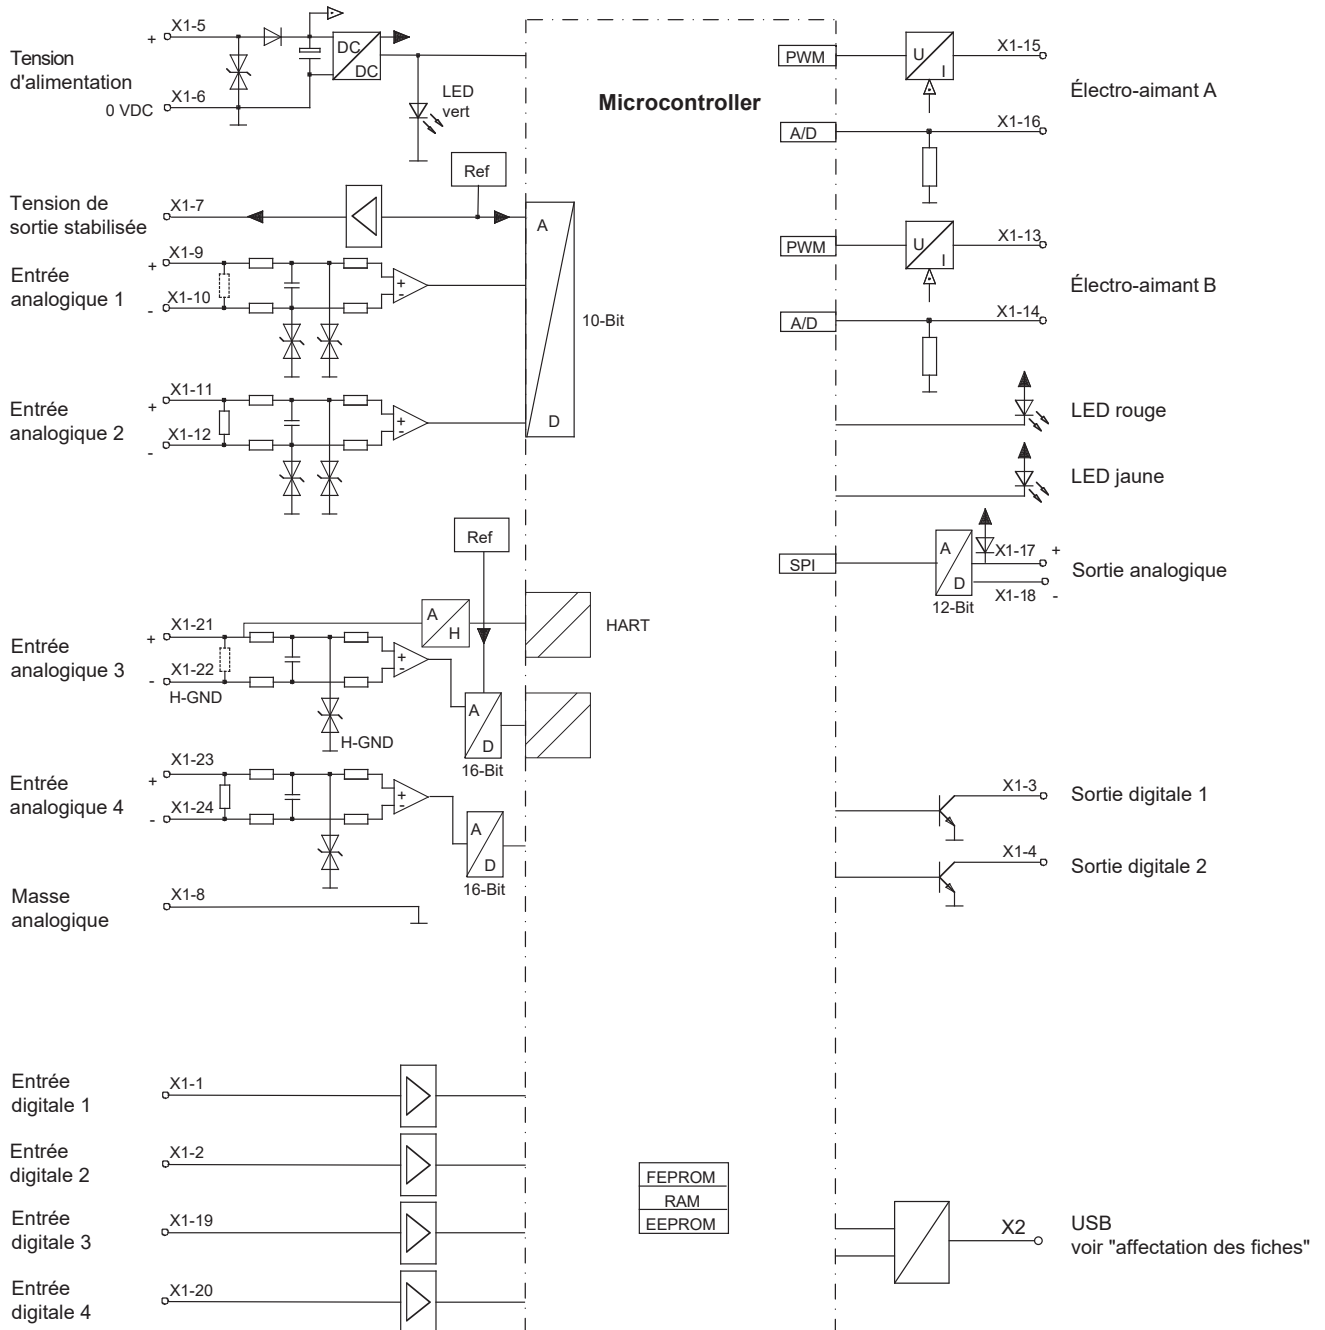 Tension
d'alimentation
+ X1-5
0 VDC X1-6
DC
DC
LED
vert
Microcontroller
Ref
Tension de
sortie stabilisée
X1-7
Entrée
analogique 1
+ X1-9
- X1-10
+
-
A
D
10-Bit
Entrée
analogique 2
+ X1-11
- X1-12
+
-
Ref
A
H
HART
Entrée
analogique 3
+ X1-21
- X1-22
H-GND
+
-
H-GND
A
D
16-Bit
Entrée
analogique 4
+ X1-23
- X1-24
+
-
A
D
16-Bit
Masse
analogique
X1-8
Entrée
digitale 1
X1-1
Entrée
digitale 2
X1-2
Entrée
digitale 3
X1-19
Entrée
digitale 4
X1-20
FEPROM
RAM
EEPROM
PWM
U
I
X1-15
Électro-aimant A
A/D
X1-16
PWM
U
I
X1-13
Électro-aimant B
A/D
X1-14
LED rouge
LED jaune
SPI
A
D
12-Bit
X1-17 +
X1-18 -
Sortie analogique
X1-3
Sortie digitale 1
X1-4
Sortie digitale 2
X2
USB
voir "affectation des fiches"